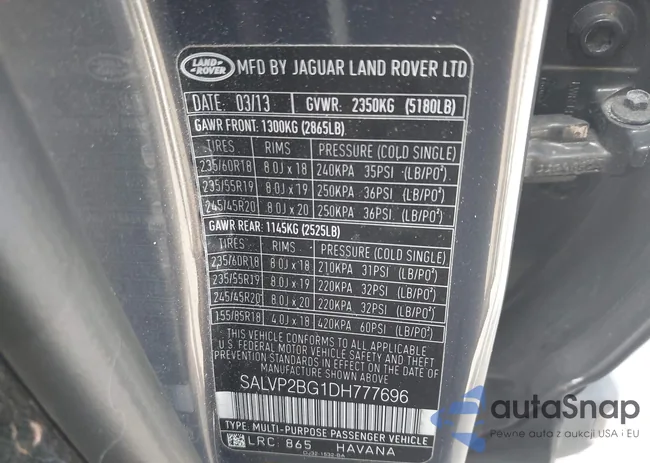 LAND-
ROVER
MFD BY JAGUAR LAND ROVER LTD
DATE: 03/13 GVWR: 2350KG (5180LB)
GAWR FRONT: 1300KG (2865LB)
TIRES RIMS PRESSURE (COLD SINGLE)
235/60R18 8.0J x 18 240KPA 35PSI (LB/PO²)
235/55R19 8.0J x 19 250KPA 36PSI (LB/PO²)
245/45R20 8.0J x 20 250KPA 36PSI (LB/PO²)
GAWR REAR: 1145KG (2525LB)
TIRES RIMS PRESSURE (COLD SINGLE)
235/60R18 8.0J x 18 210KPA 31PSI (LB/PO²)
235/55R19 8.0J x 19 220KPA 32PSI (LB/PO²)
245/45R20 8.0J x 20 220KPA 32PSI (LB/PO²)
155/85R18 4.0J x 18 420KPA 60PSI (LB/PO²)
THIS VEHICLE CONFORMS TO ALL APPLICABLE
U.S. FEDERAL MOTOR VEHICLE SAFETY AND THEFT
PREVENTION STANDARDS IN EFFECT ON THE DATE
OF MANUFACTURE SHOWN ABOVE.
SALVP2BG1DH777696
TYPE: MULTI-PURPOSE PASSENGER VEHICLE
LRC: 865 HAVANA
autoSnap
Pewne auta z aukcji USA i EU